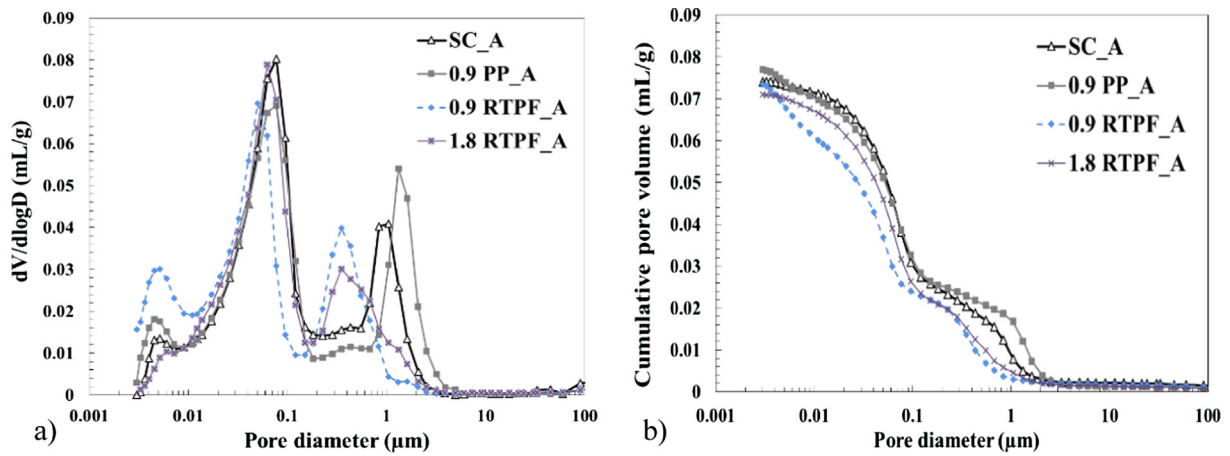 0.09
0.08
0.07
0.06
0.05
0.04
0.03
0.02
0.01
0
dV/dlogD (mL/g)
SC_A
0.9 PP_A
0.9 RTPF_A
1.8 RTPF_A
0.001 0.01 0.1 1 10 100
Pore diameter (µm)
a)
0.09
0.08
0.07
0.06
0.05
0.04
0.03
0.02
0.01
0
Cumulative pore volume (mL/g)
SC_A
0.9 PP_A
0.9 RTPF_A
1.8 RTPF_A
0.001 0.01 0.1 1 10 100
Pore diameter (µm)
b)